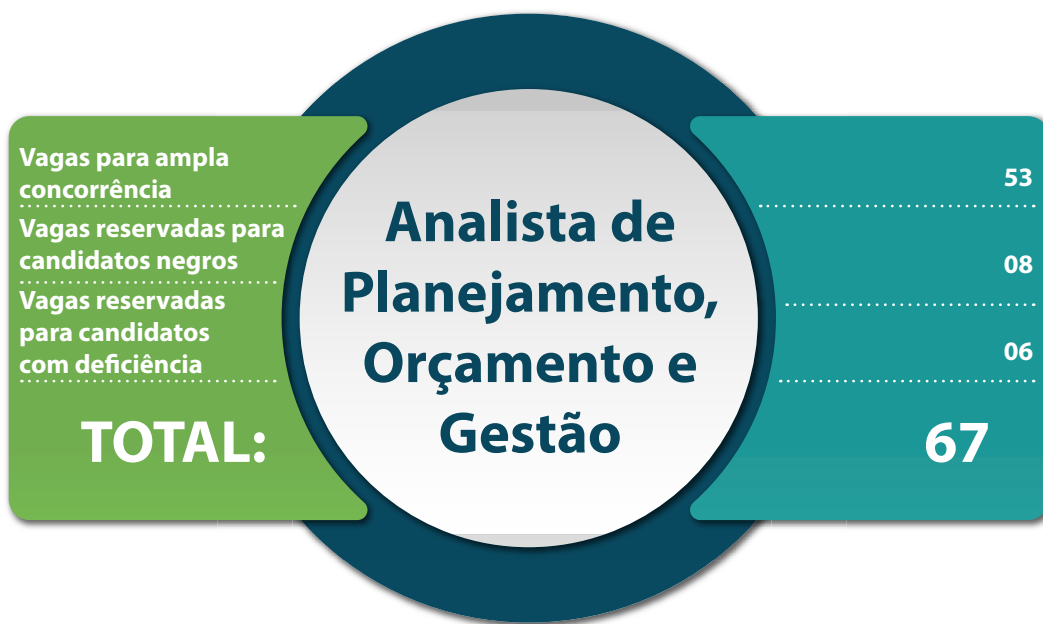 Vagas para ampla
concorrência
53
Vagas reservadas para
candidatos negros
08
Vagas reservadas
para candidatos
com deficiência
06
TOTAL:
67
Analista de
Planejamento,
Orçamento e
Gestão